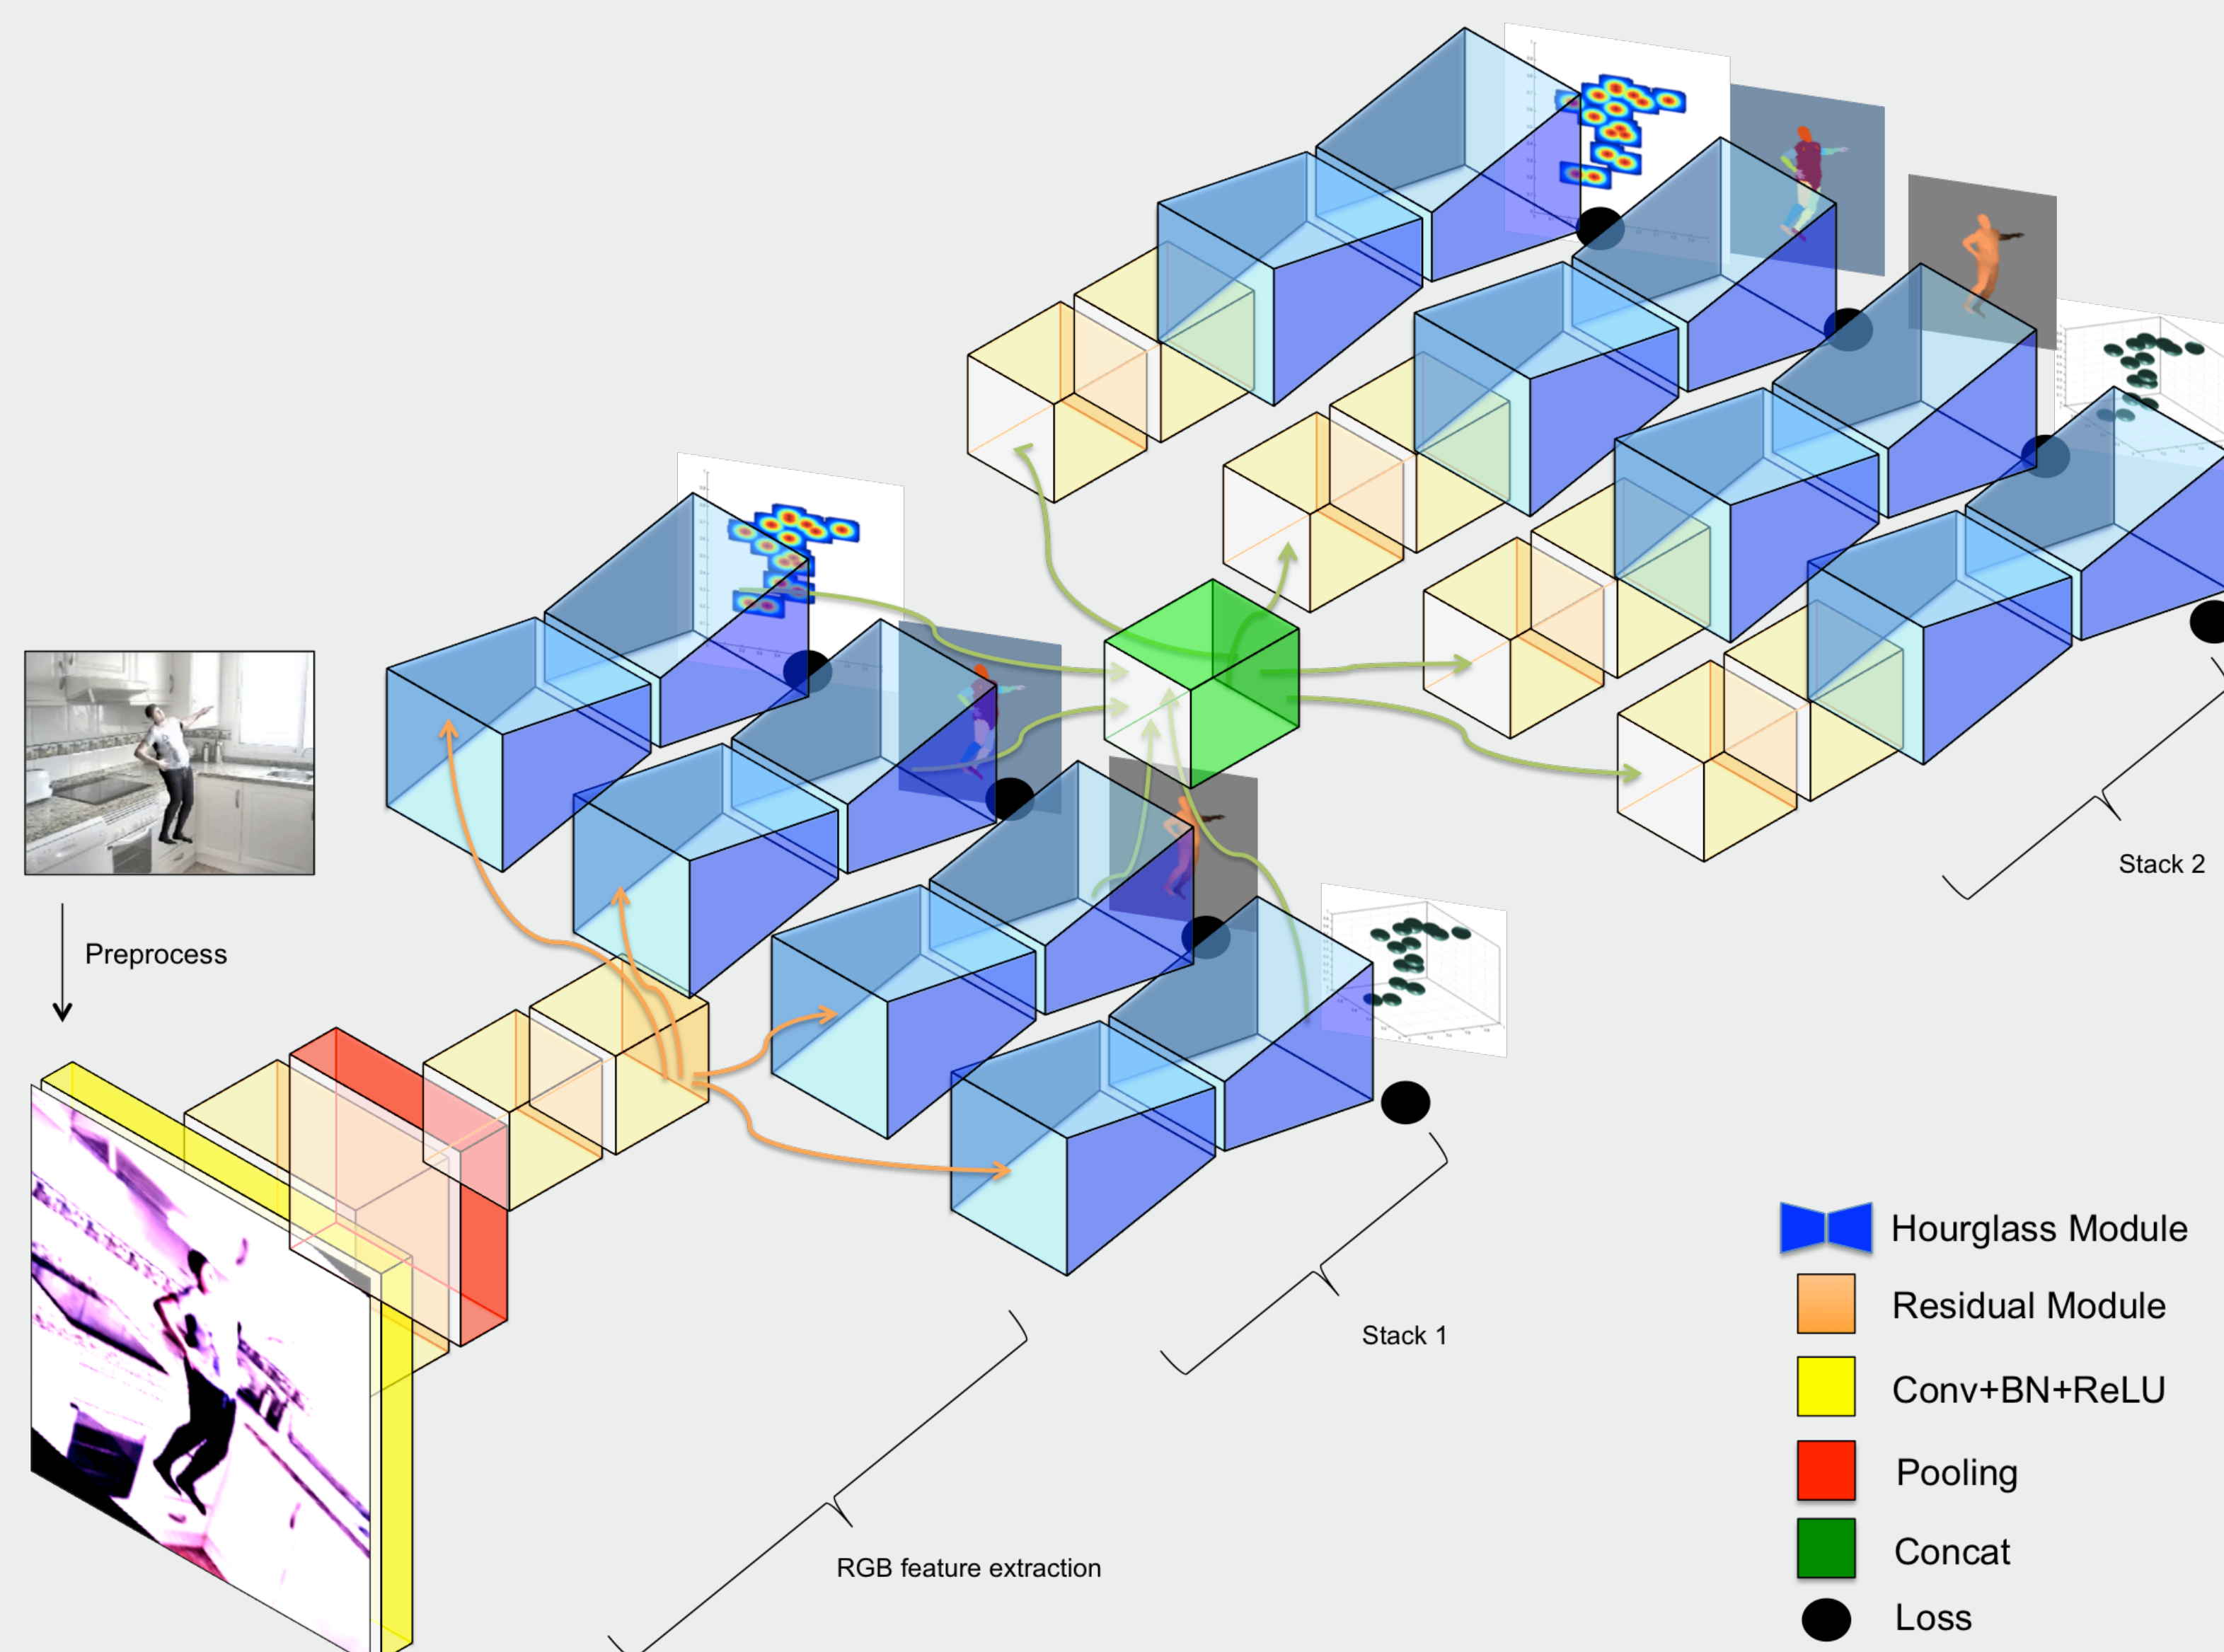 Preprocess
Stack 2
Stack 1
RGB feature extraction
Hourglass Module
Residual Module
Conv+BN+ReLU
Pooling
Concat
Loss